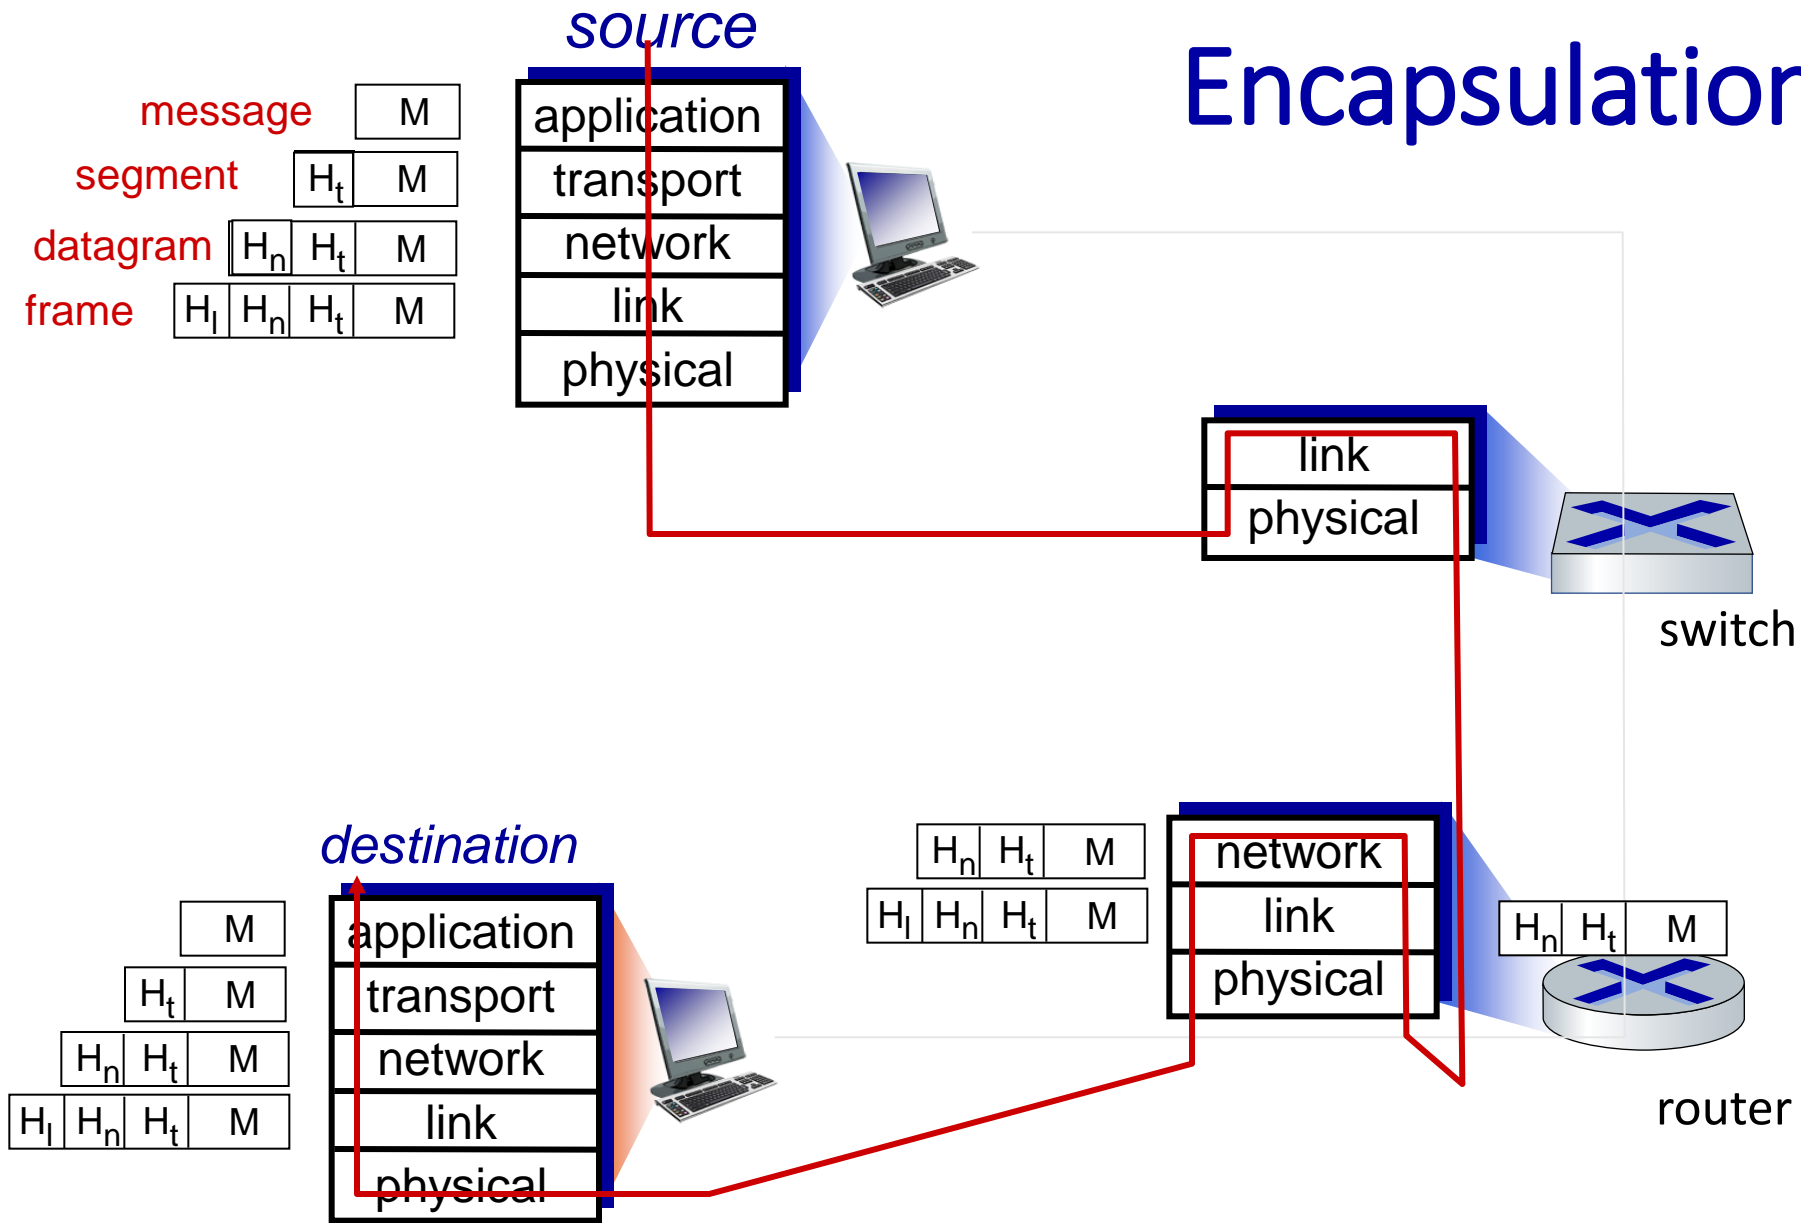 source
Encapsulation
message M
segment Ht M
datagram Hn Ht M
frame Hl Hn Ht M
application
transport
network
link
physical
link
physical
switch
destination
M
Ht M
Hn Ht M
Hl Hn Ht M
application
transport
network
link
physical
Hn Ht M
Hl Hn Ht M
network
link
physical
Hn Ht M
router